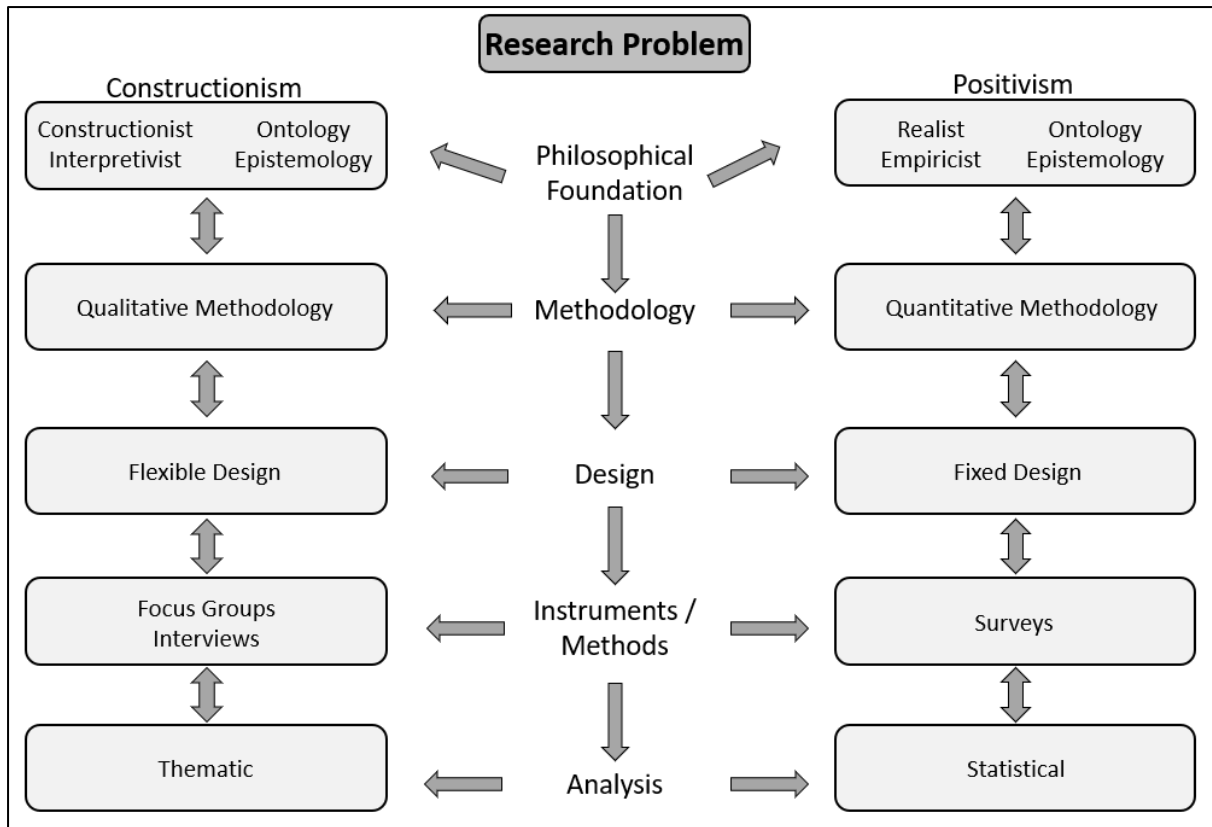 Research Problem
Constructionism
Positivism
Constructionist Ontology
Interpretivist Epistemology
Philosophical
Foundation
Realist Ontology
Empiricist Epistemology
Qualitative Methodology
Methodology
Quantitative Methodology
Flexible Design
Design
Fixed Design
Focus Groups
Interviews
Instruments /
Methods
Surveys
Thematic
Analysis
Statistical